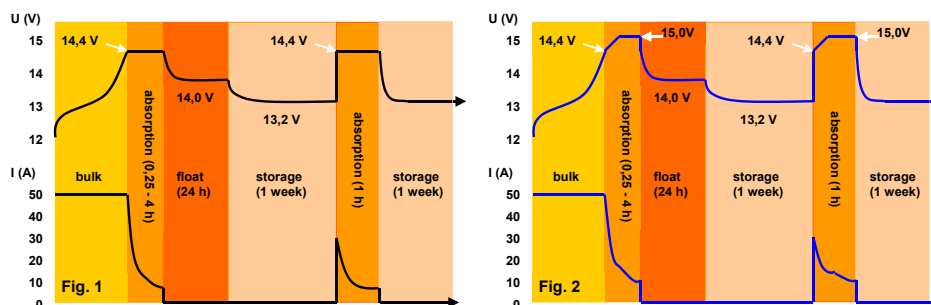 U (V)
15
14
13
12
14,4 V
14,4 V
14,0 V
13,2 V
bulk
absorption (0,25 - 4 h)
float
(24 h)
storage
(1 week)
absorption (1 h)
storage
(1 week)
I (A)
50
40
30
20
10
0
Fig. 1
U (V)
15
14
13
12
14,4 V
15,0V
14,4 V
15,0V
14,0 V
13,2 V
bulk
absorption (0,25 - 4 h)
float
(24 h)
storage
(1 week)
absorption (1 h)
storage
(1 week)
I (A)
50
40
30
20
10
0
Fig. 2